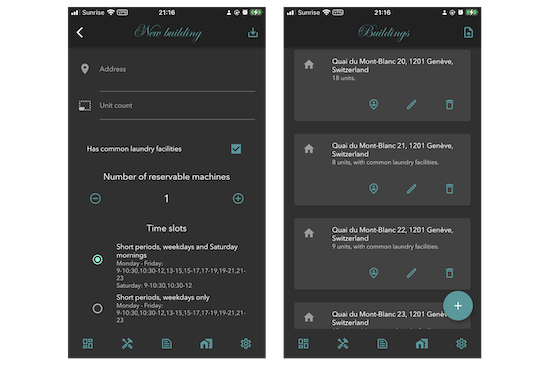 Sunrise VPN 21:16
New building
Address
Unit count
Has common laundry facilities
Number of reservable machines
1
Time slots
Short periods, weekdays and Saturday
mornings
Monday - Friday:
9-10:30,10:30-12,13-15,15-17,17-19,19-21,21-
23
Saturday: 9-10:30,10:30-12
Short periods, weekdays only
Monday - Friday:
9-10:30,10:30-12,13-15,15-17,17-19,19-21,21-
23
Sunrise VPN 21:16
Buildings
Quai du Mont-Blanc 20, 1201 Genève,
Switzerland
18 units.
Quai du Mont-Blanc 21, 1201 Genève,
Switzerland
8 units, with common laundry facilities.
Quai du Mont-Blanc 22, 1201 Genève,
Switzerland
9 units, with common laundry facilities.
Quai du Mont-Blanc 23, 1201 Genève,
Switzerland